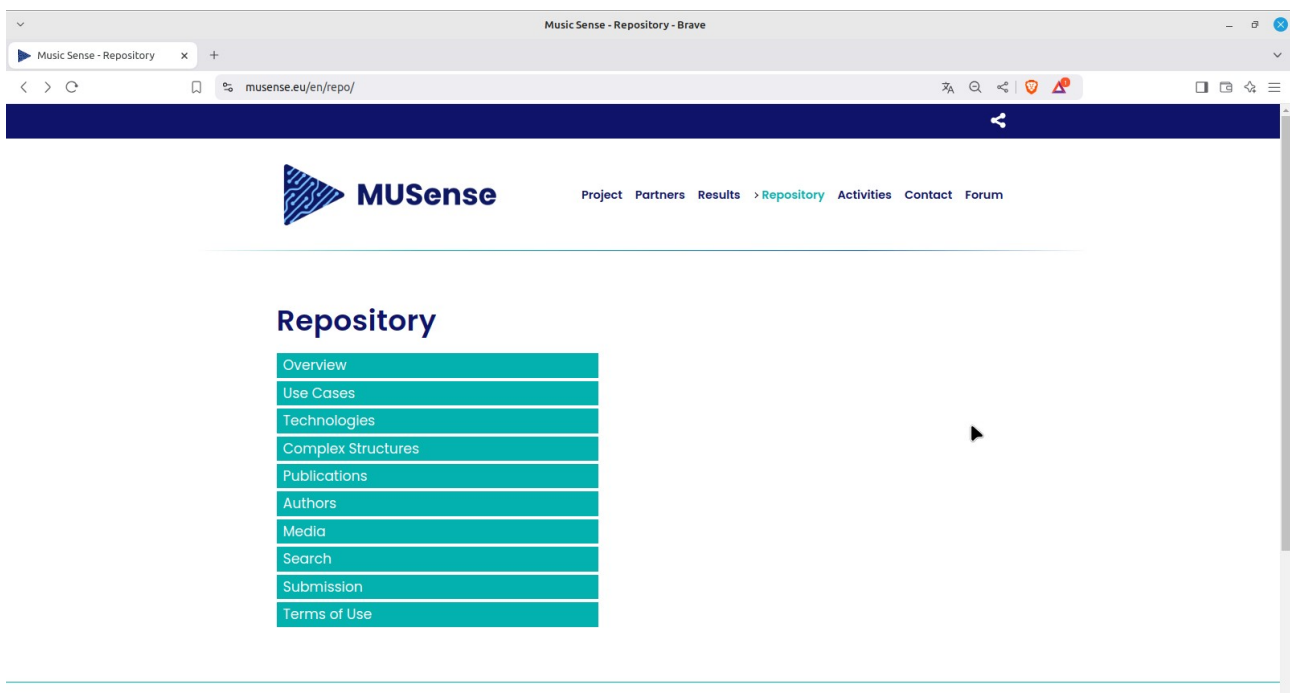 Music Sense - Repository - Brave
Music Sense - Repository
musense.eu/en/repo/
MUSense
Project Partners Results > Repository Activities Contact Forum
Repository
Overview
Use Cases
Technologies
Complex Structures
Publications
Authors
Media
Search
Submission
Terms of Use